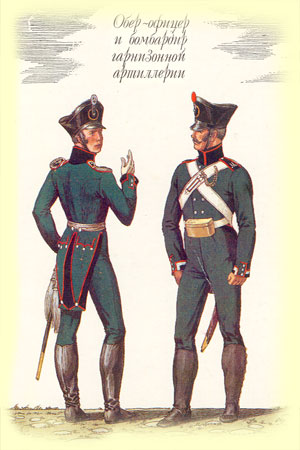 Обер-офицер
и бомбардир
гарнизонной
артиллерии